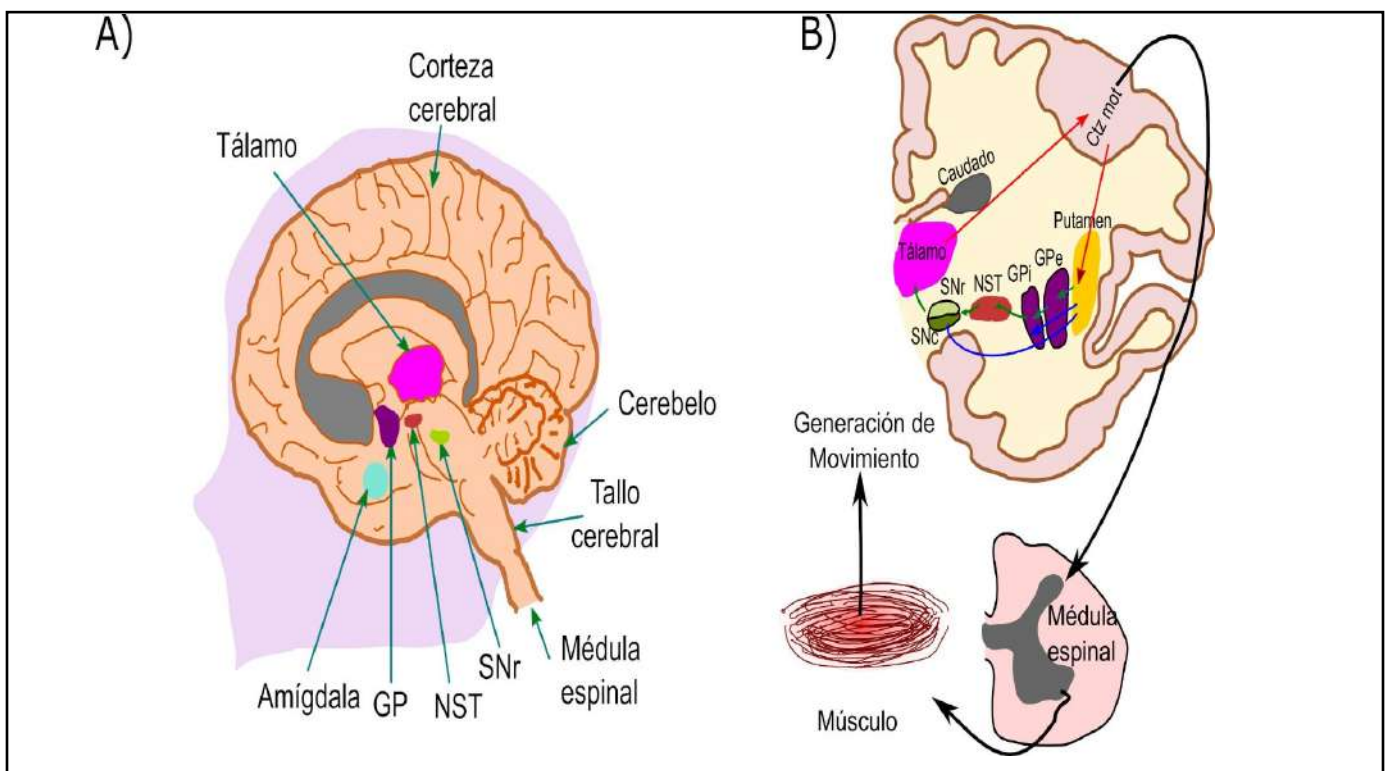 A)
Corteza
cerebral
Tálamo
Cerebelo
Tallo
cerebral
Médula
espinal
SNr
NST
GP
Amígdala
B)
Ctz mot
Caudado
Putamen
Tálamo
GPe
GPi
NST
SNr
SNc
Generación de
Movimiento
Médula
espinal
Músculo